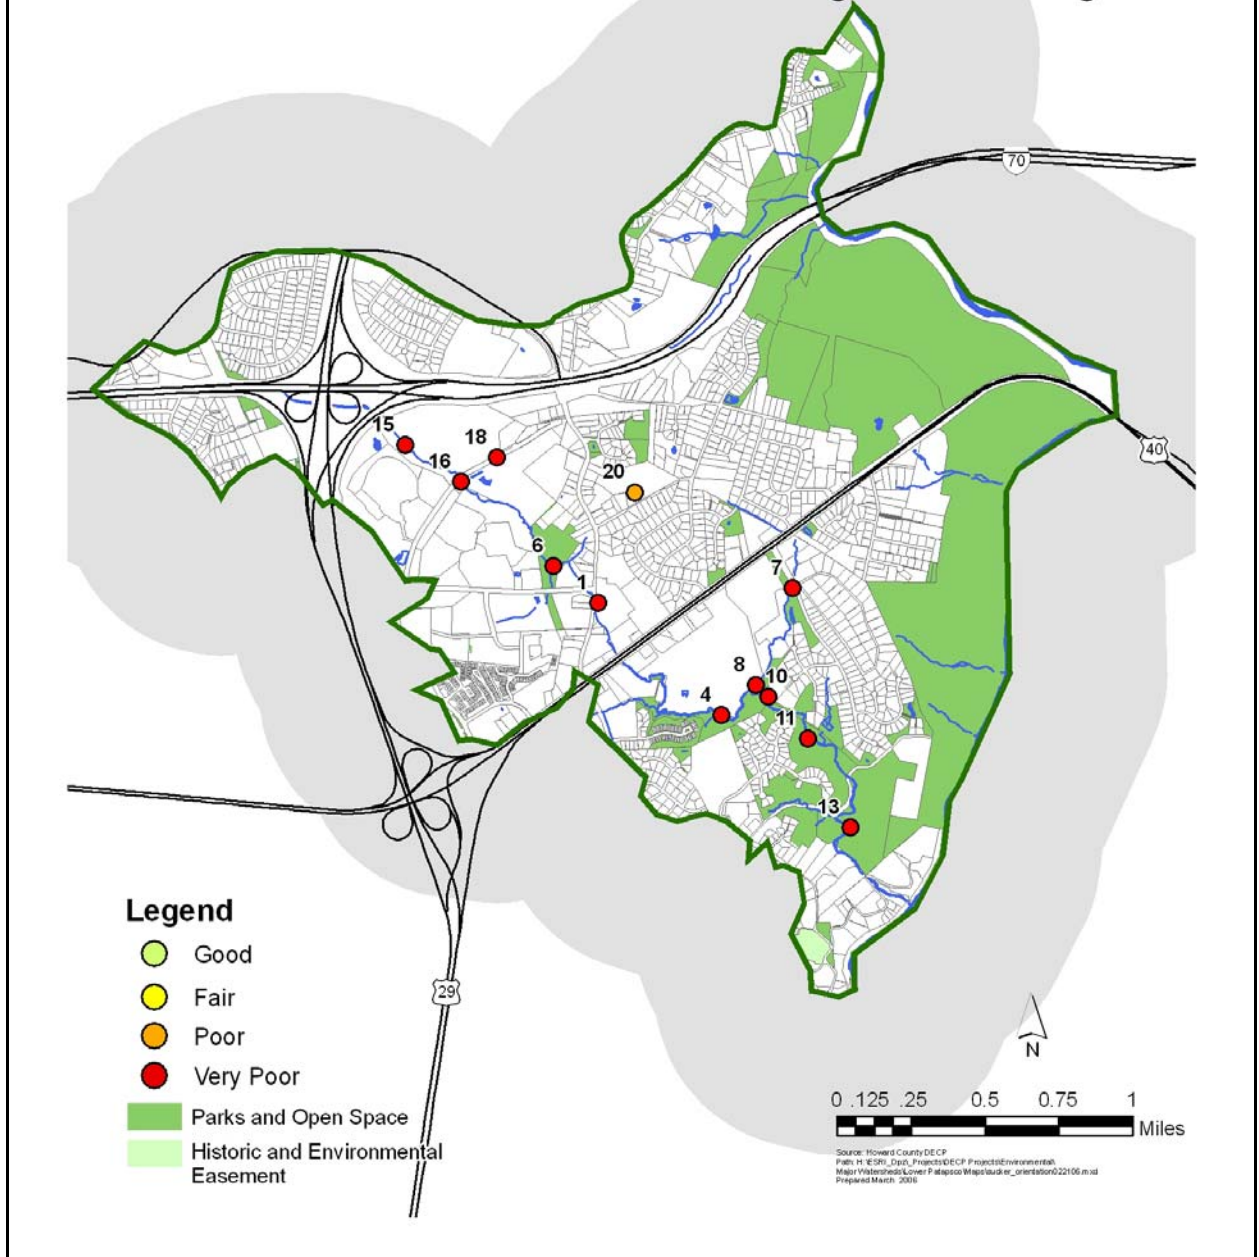 70
40
15
18
16
20
6
1
7
8
10
4
11
13
29
Legend
Good
Fair
Poor
Very Poor
Parks and Open Space
Historic and Environmental
Easement
N
0 .125 .25 0.5 0.75 1
Miles
Source: Howard County DECP
Prepared March 2006